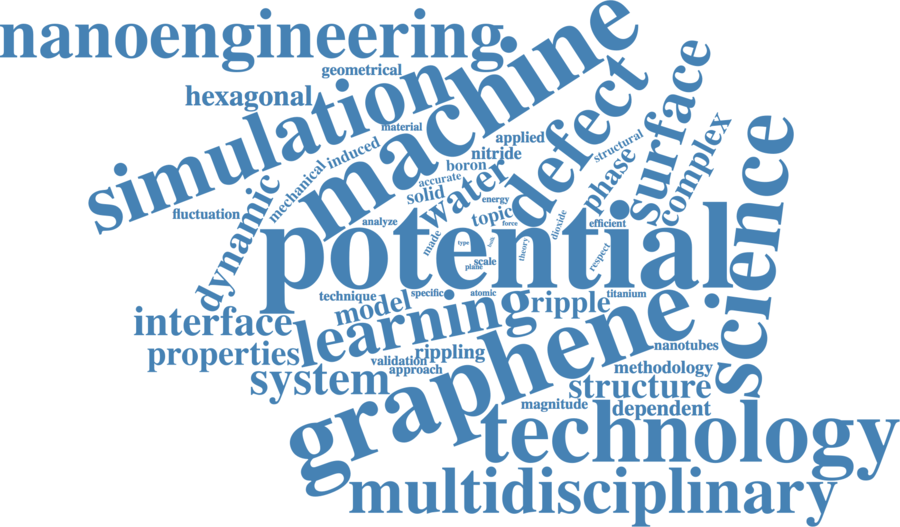 nanoengineering
geometrical
hexagonal
simulation
machine
material
applied
defect
surface
structural
complex
science
mechanical
induced
nitride
boron
accurate
solid
water
energy
phase
dynamic
fluctuation
analyze
topic
force
dioxide
efficient
made
type
bulk
theory
potential
scale
plane
respect
technique
specific
atomic
titanium
interface
model
learning
ripple
graphene
properties
rippling
validation
approach
nanotubes
methodology
system
structure
magnitude
dependent
technology
multidisciplinary